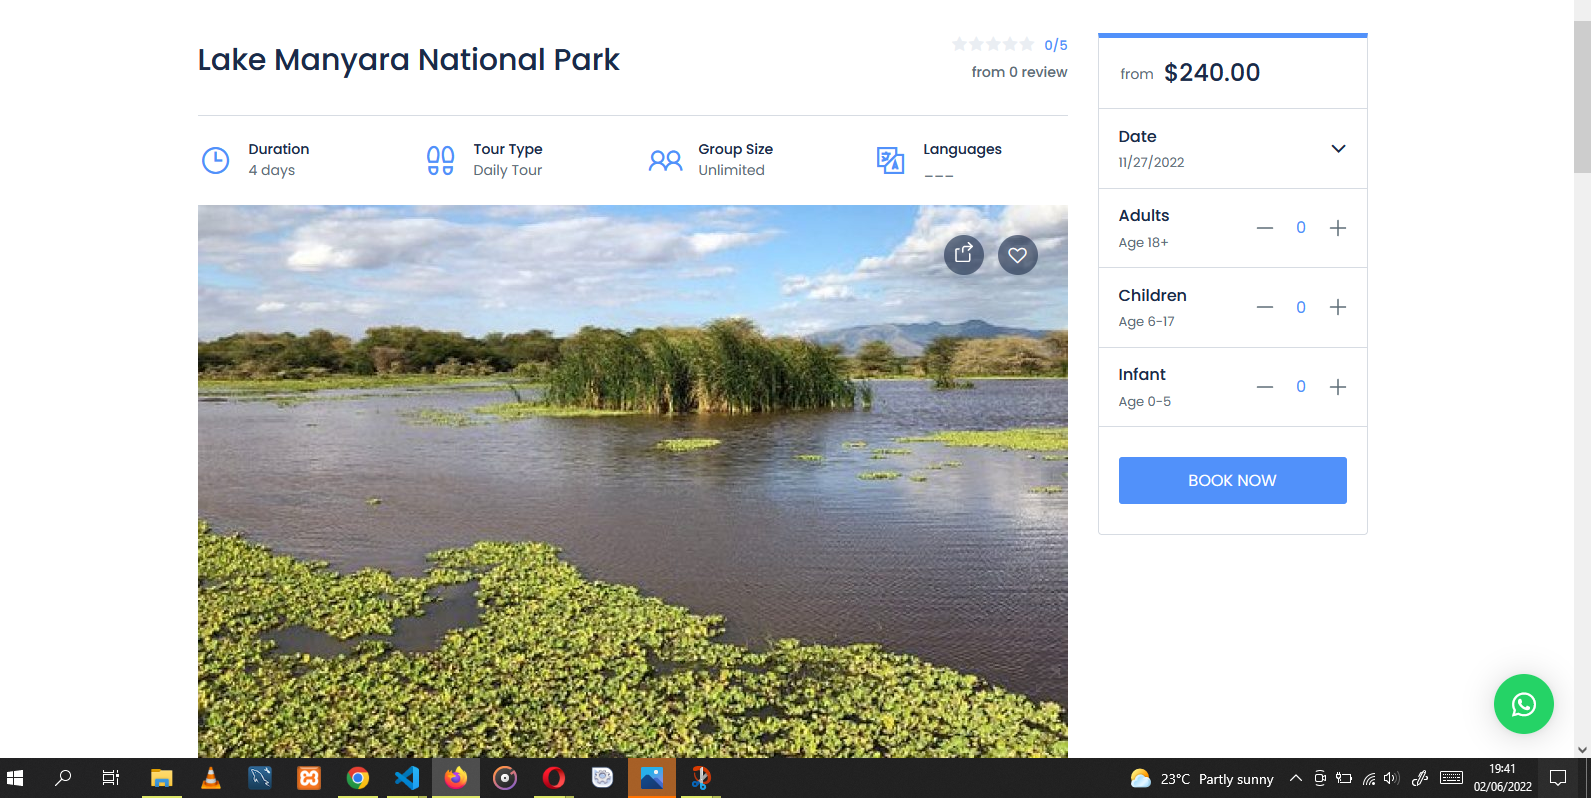 Lake Manyara National Park
0/5
from 0 review
Duration
4 days
Tour Type
Daily Tour
Group Size
Unlimited
Languages
___
from $240.00
Date
11/27/2022
Adults
Age 18+
0
Children
Age 6-17
0
Infant
Age 0-5
0
BOOK NOW
23°C Partly sunny
19:41
02/06/2022